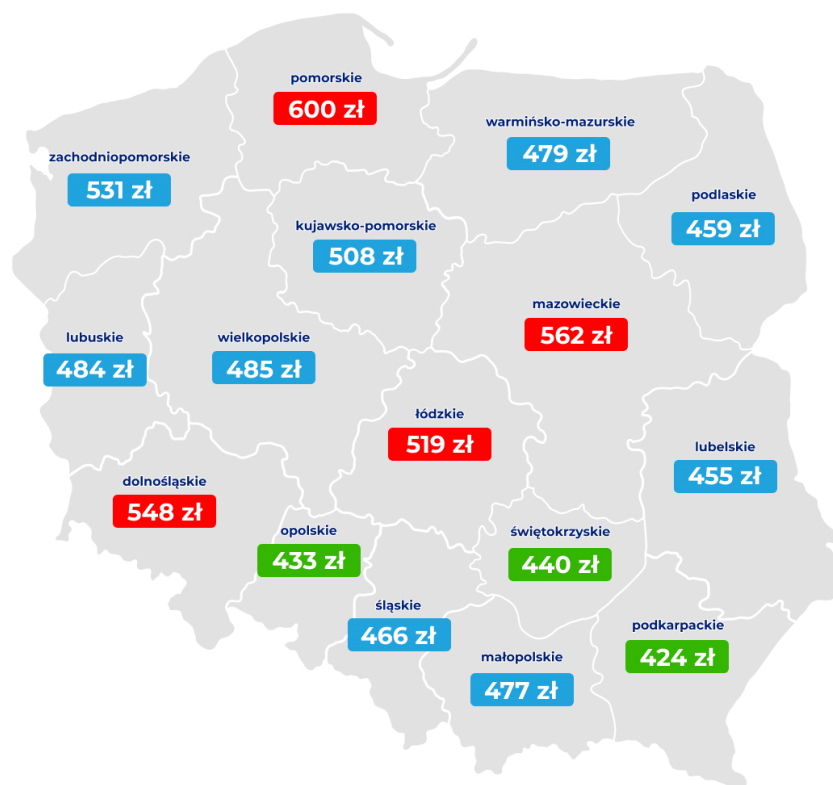 pomorskie
600 zł
warmińsko-mazurskie
479 zł
zachodniopomorskie
531 zł
podlaskie
459 zł
kujawsko-pomorskie
508 zł
mazowieckie
562 zł
lubuskie
484 zł
wielkopolskie
485 zł
łódzkie
519 zł
lubelskie
455 zł
dolnośląskie
548 zł
opolskie
433 zł
świętokrzyskie
440 zł
śląskie
466 zł
podkarpackie
424 zł
małopolskie
477 zł